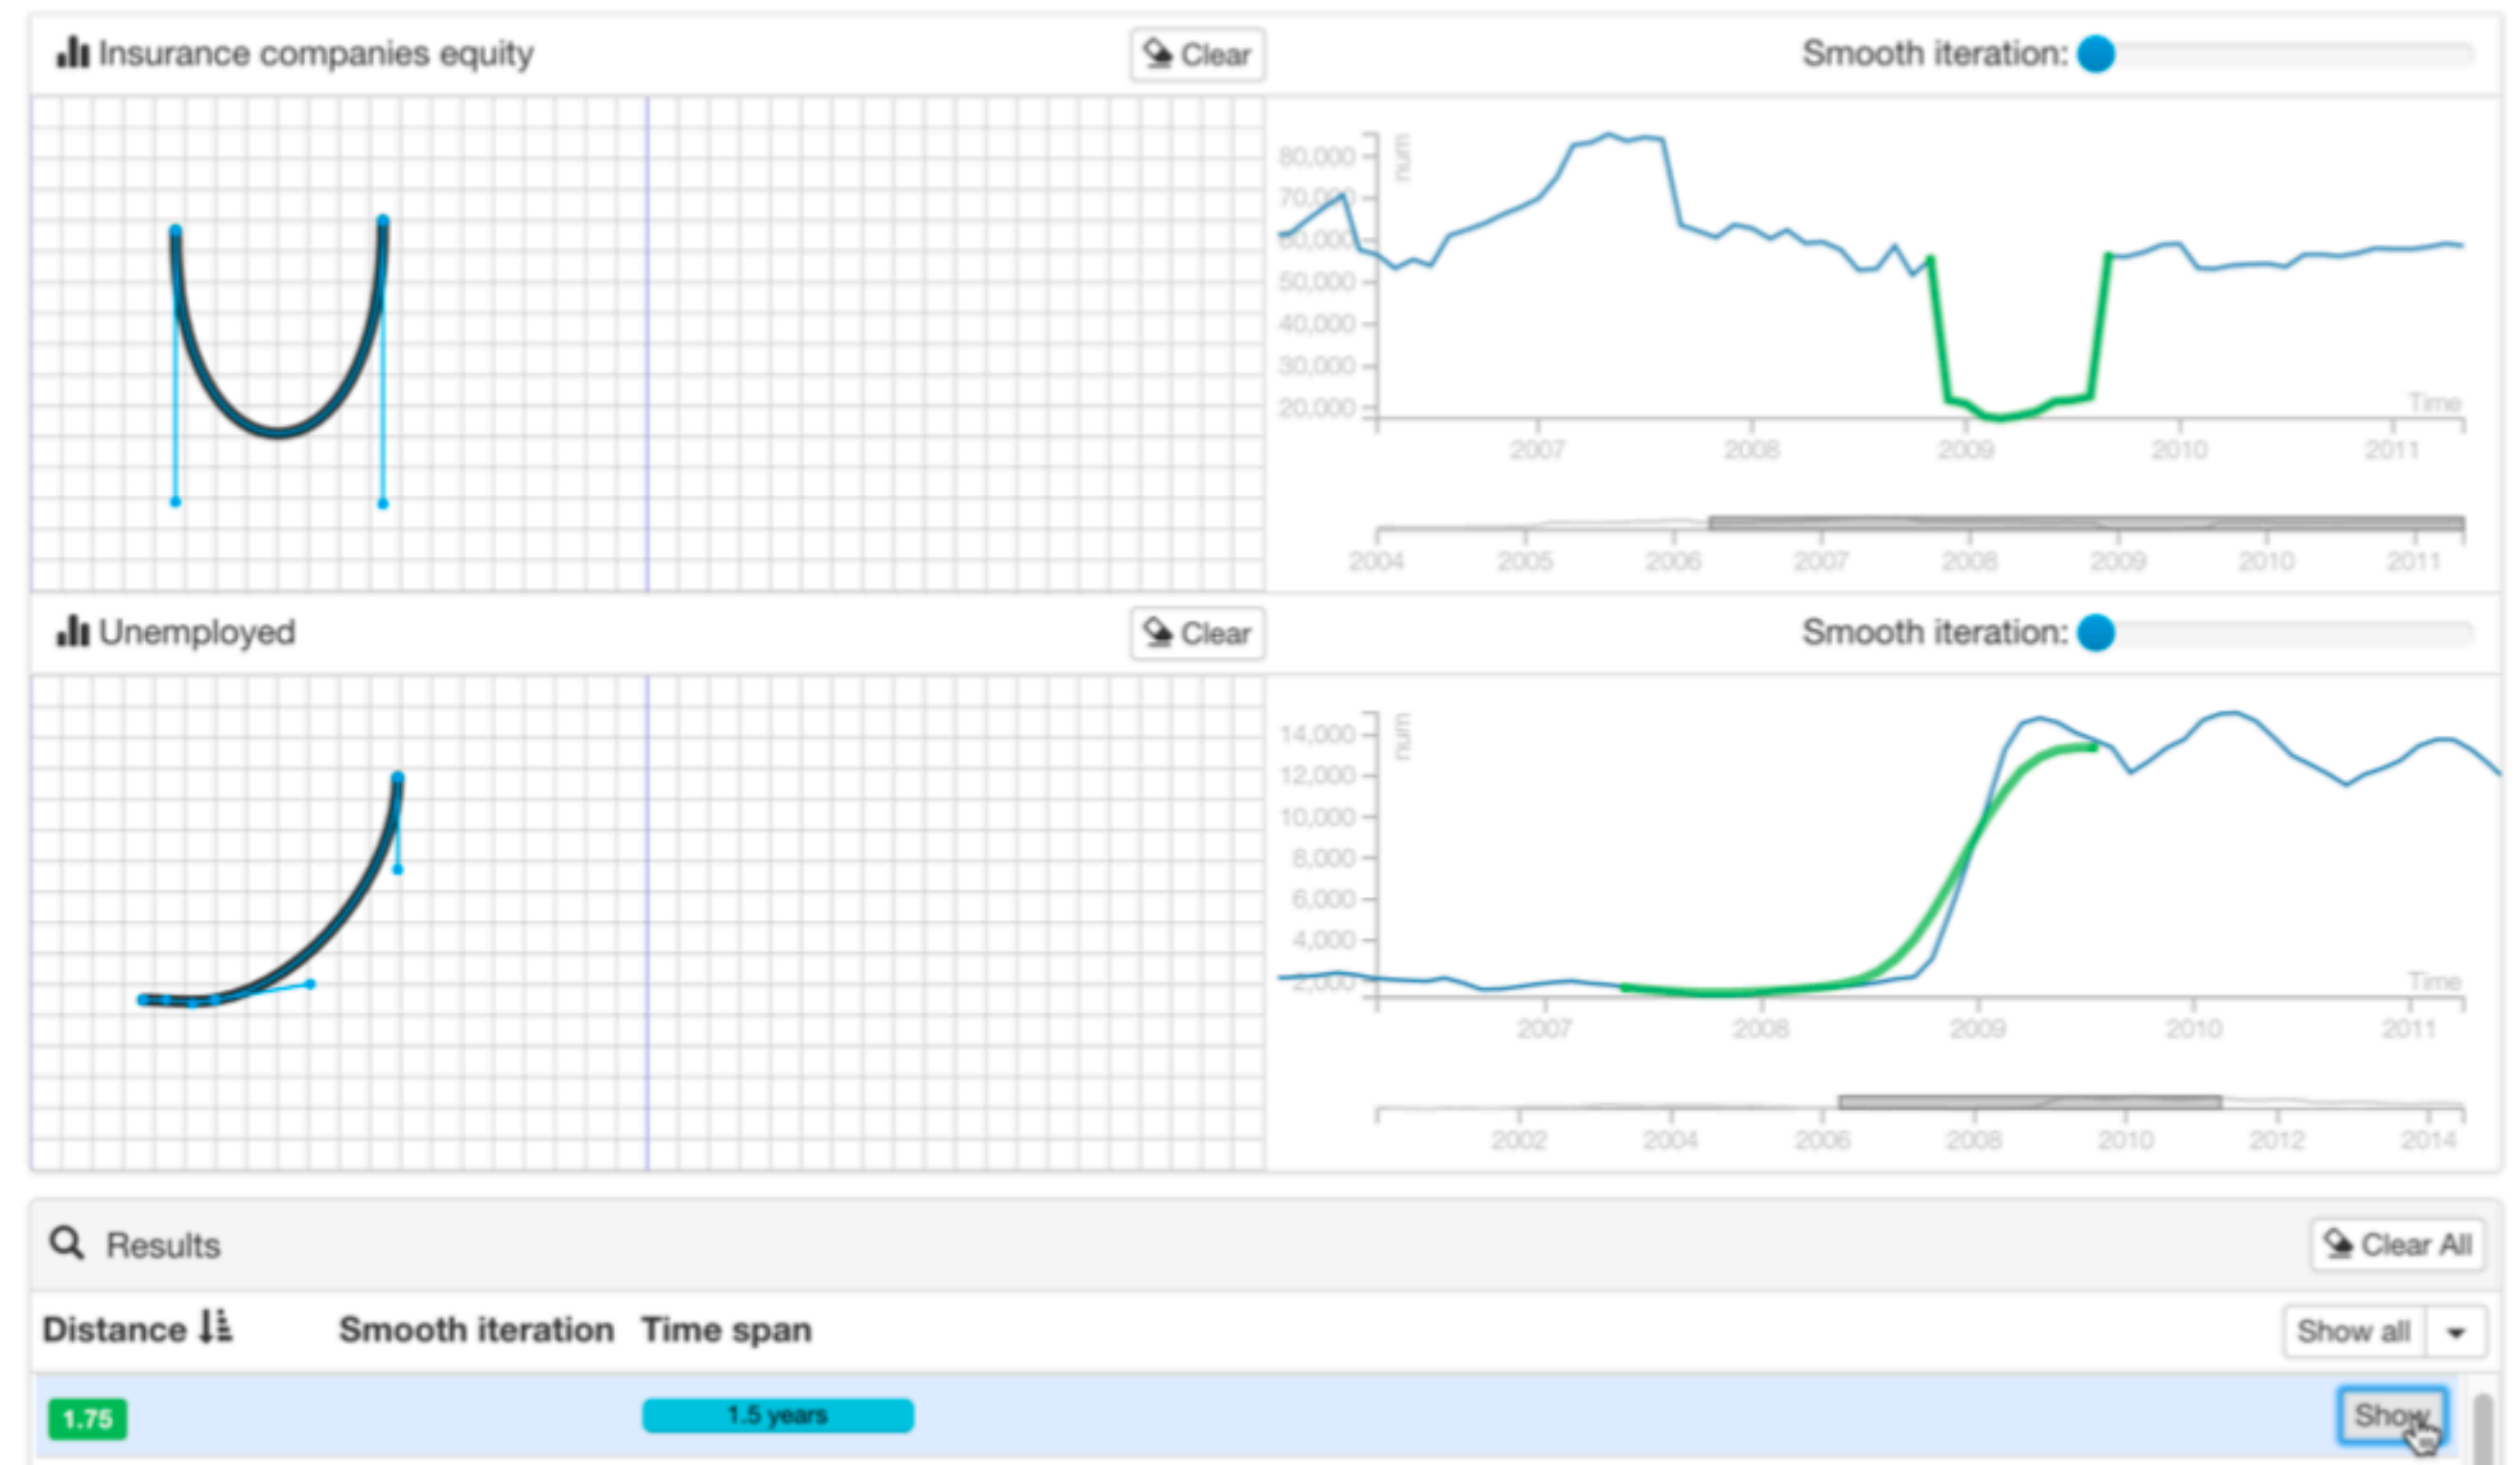 Insurance companies equity Clear Smooth iteration:
80,000 num
70,000
60,000
50,000
40,000
30,000
20,000 Time
2007 2008 2009 2010 2011
2004 2005 2006 2007 2008 2009 2010 2011
Unemployed Clear Smooth iteration:
14,000 num
12,000
10,000
8,000
6,000
4,000
2,000 Time
2007 2008 2009 2010 2011
2002 2004 2006 2008 2010 2012 2014
Results Clear All
Distance Smooth iteration Time span Show all
1.75 1.5 years Show